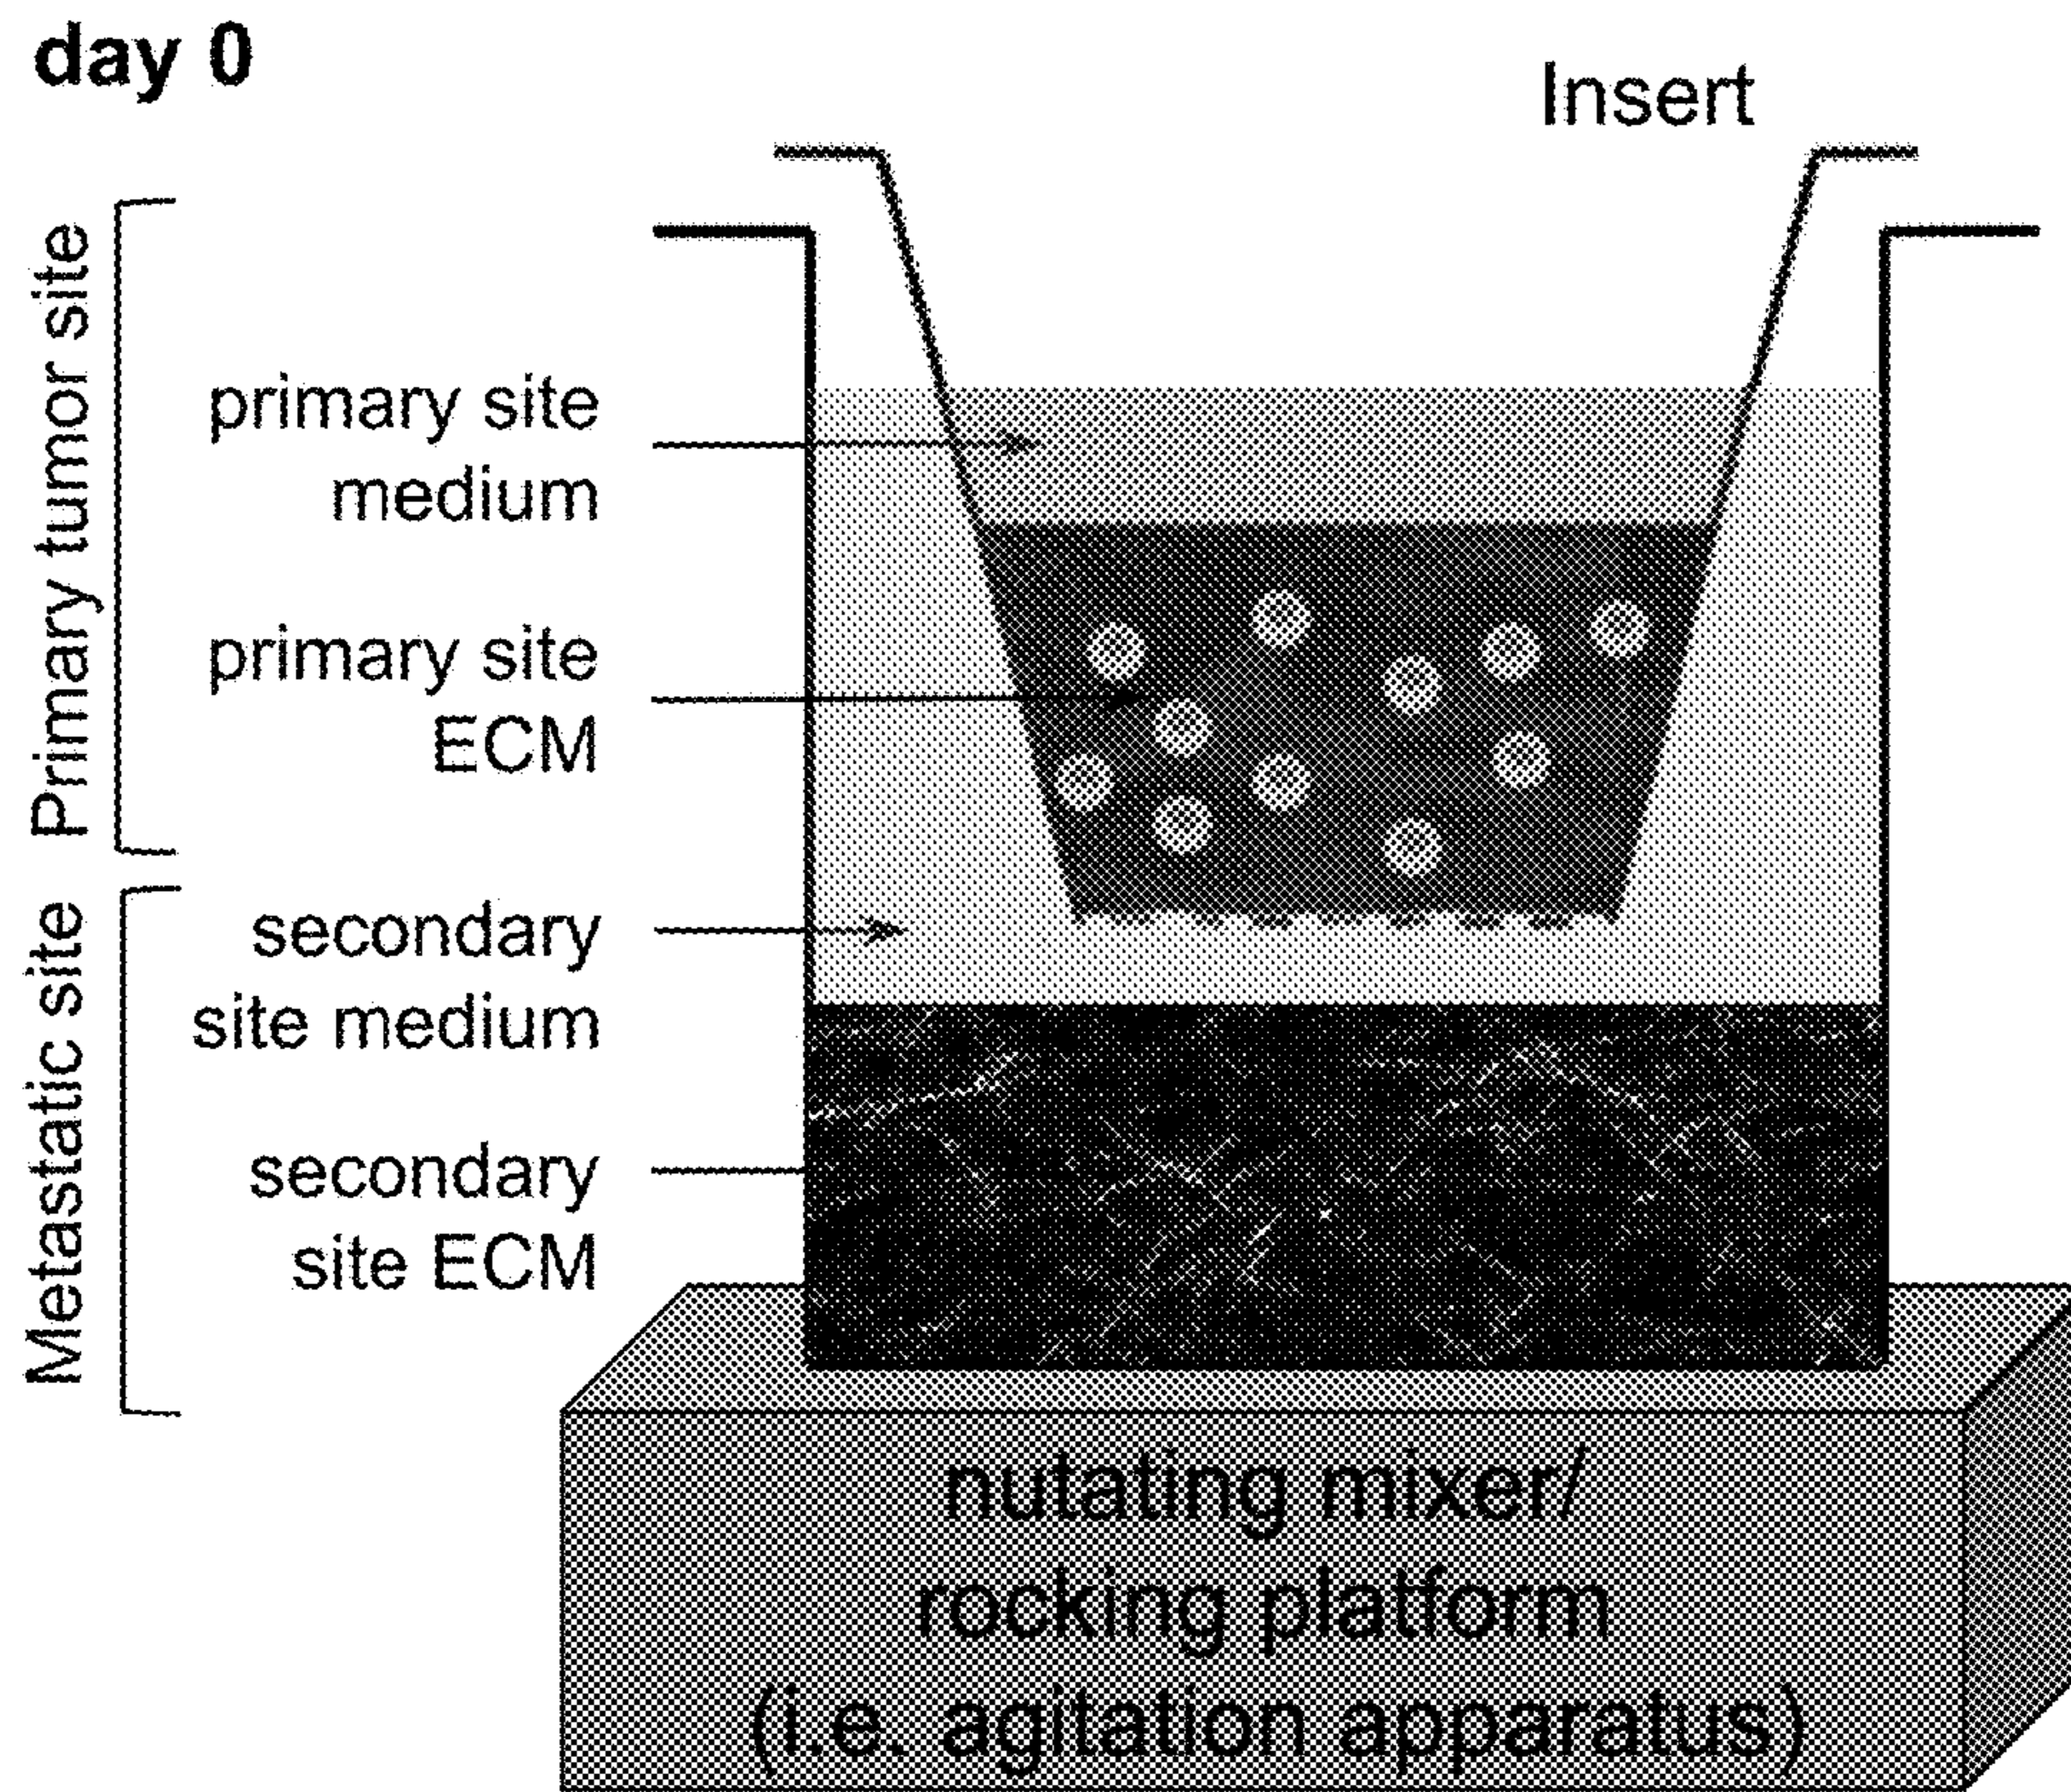 day 0
Insert
Primary tumor site
primary site
medium
primary site
ECM
Metastatic site
secondary
site medium
secondary
site ECM
nutating mixer/
rocking platform
(i.e. agitation apparatus)